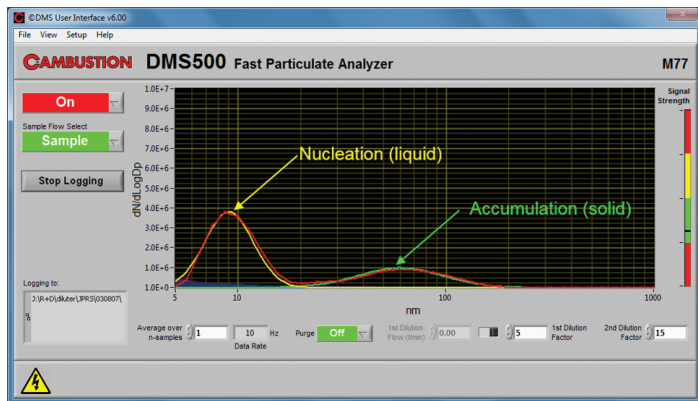 ©DMS User Interface v6.00
File View Setup Help
CAMBUSTION DMS500 Fast Particulate Analyzer M77
On
Sample Flow Select
Sample
Stop Logging
Logging to:
J:\R+D\diluter\JPRS\030807\
%
dN/dLogDp
1.0E+7
9.0E+6
8.0E+6
7.0E+6
6.0E+6
5.0E+6
4.0E+6
3.0E+6
2.0E+6
1.0E+6
1.0E+0
Nucleation (liquid)
Accumulation (solid)
5 10 100 1000
nm
Signal
Strength
Average over
n-samples
1
10 Hz
Data Rate
Purge Off
1st Dilution
Flow (l/min)
0.00
5
1st Dilution
Factor
2nd Dilution
Factor
15